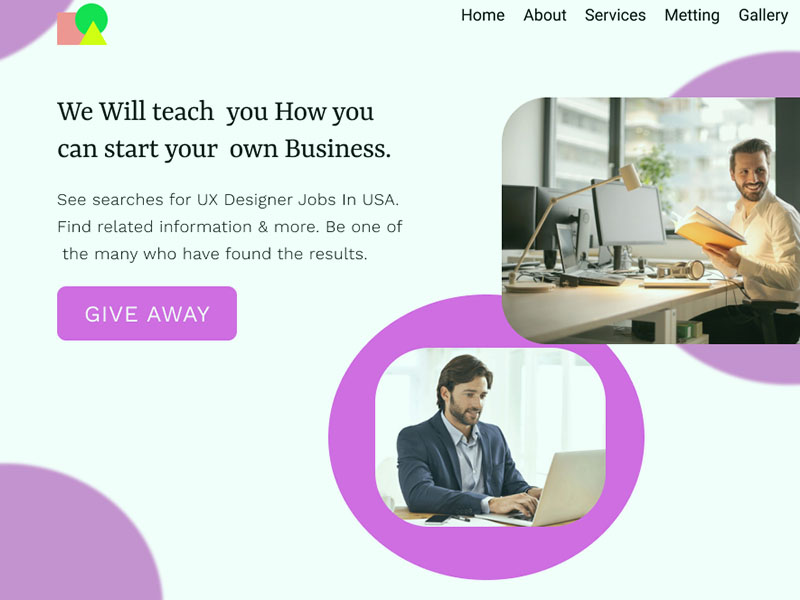 Home About Services Metting Gallery
We Will teach you How you
can start your own Business.
See searches for UX Designer Jobs In USA.
Find related information & more. Be one of
the many who have found the results.
GIVE AWAY